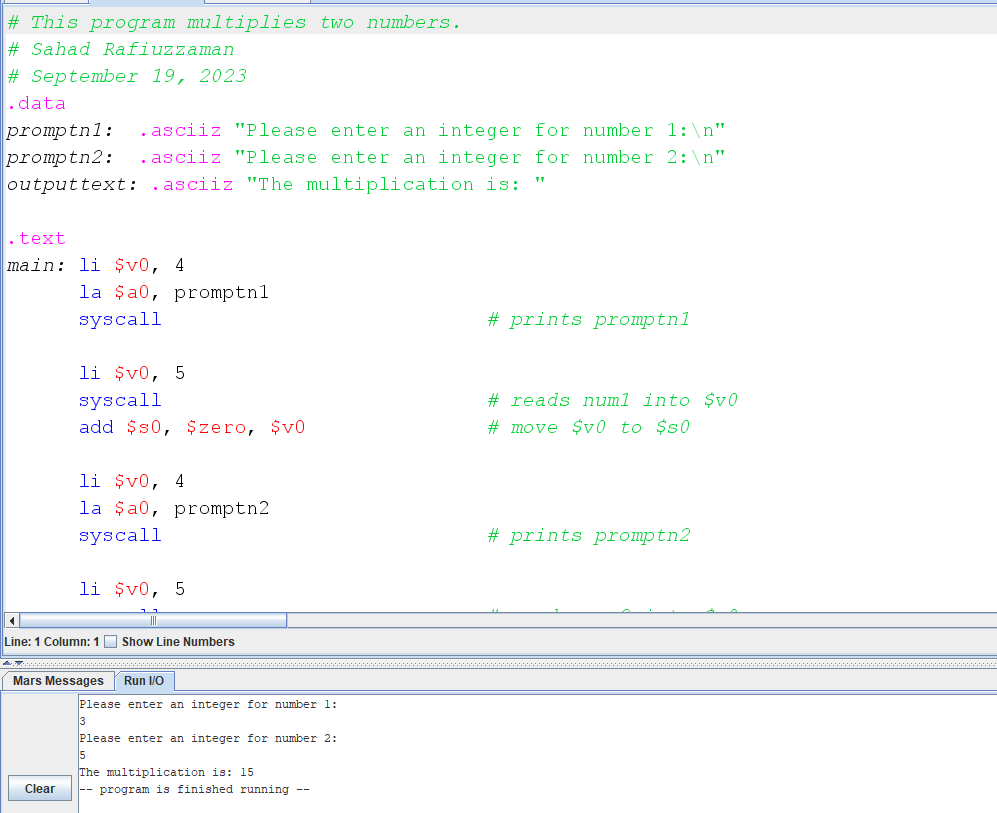 # This program multiplies two numbers.
# Sahad Rafiuzzaman
# September 19, 2023
.data
promptn1:  .asciiz "Please enter an integer for number 1:\n"
promptn2:  .asciiz "Please enter an integer for number 2:\n"
outputtext: .asciiz "The multiplication is: "
.text
main: li $v0, 4
la $a0, promptn1
syscall # prints promptn1
li $v0, 5
syscall # reads num1 into $v0
add $s0, $zero, $v0 # move $v0 to $s0
li $v0, 4
la $a0, promptn2
syscall # prints promptn2
li $v0, 5
Line: 1 Column: 1 Show Line Numbers
Mars Messages Run I/O
Please enter an integer for number 1:
3
Please enter an integer for number 2:
5
The multiplication is: 15
-- program is finished running --
Clear